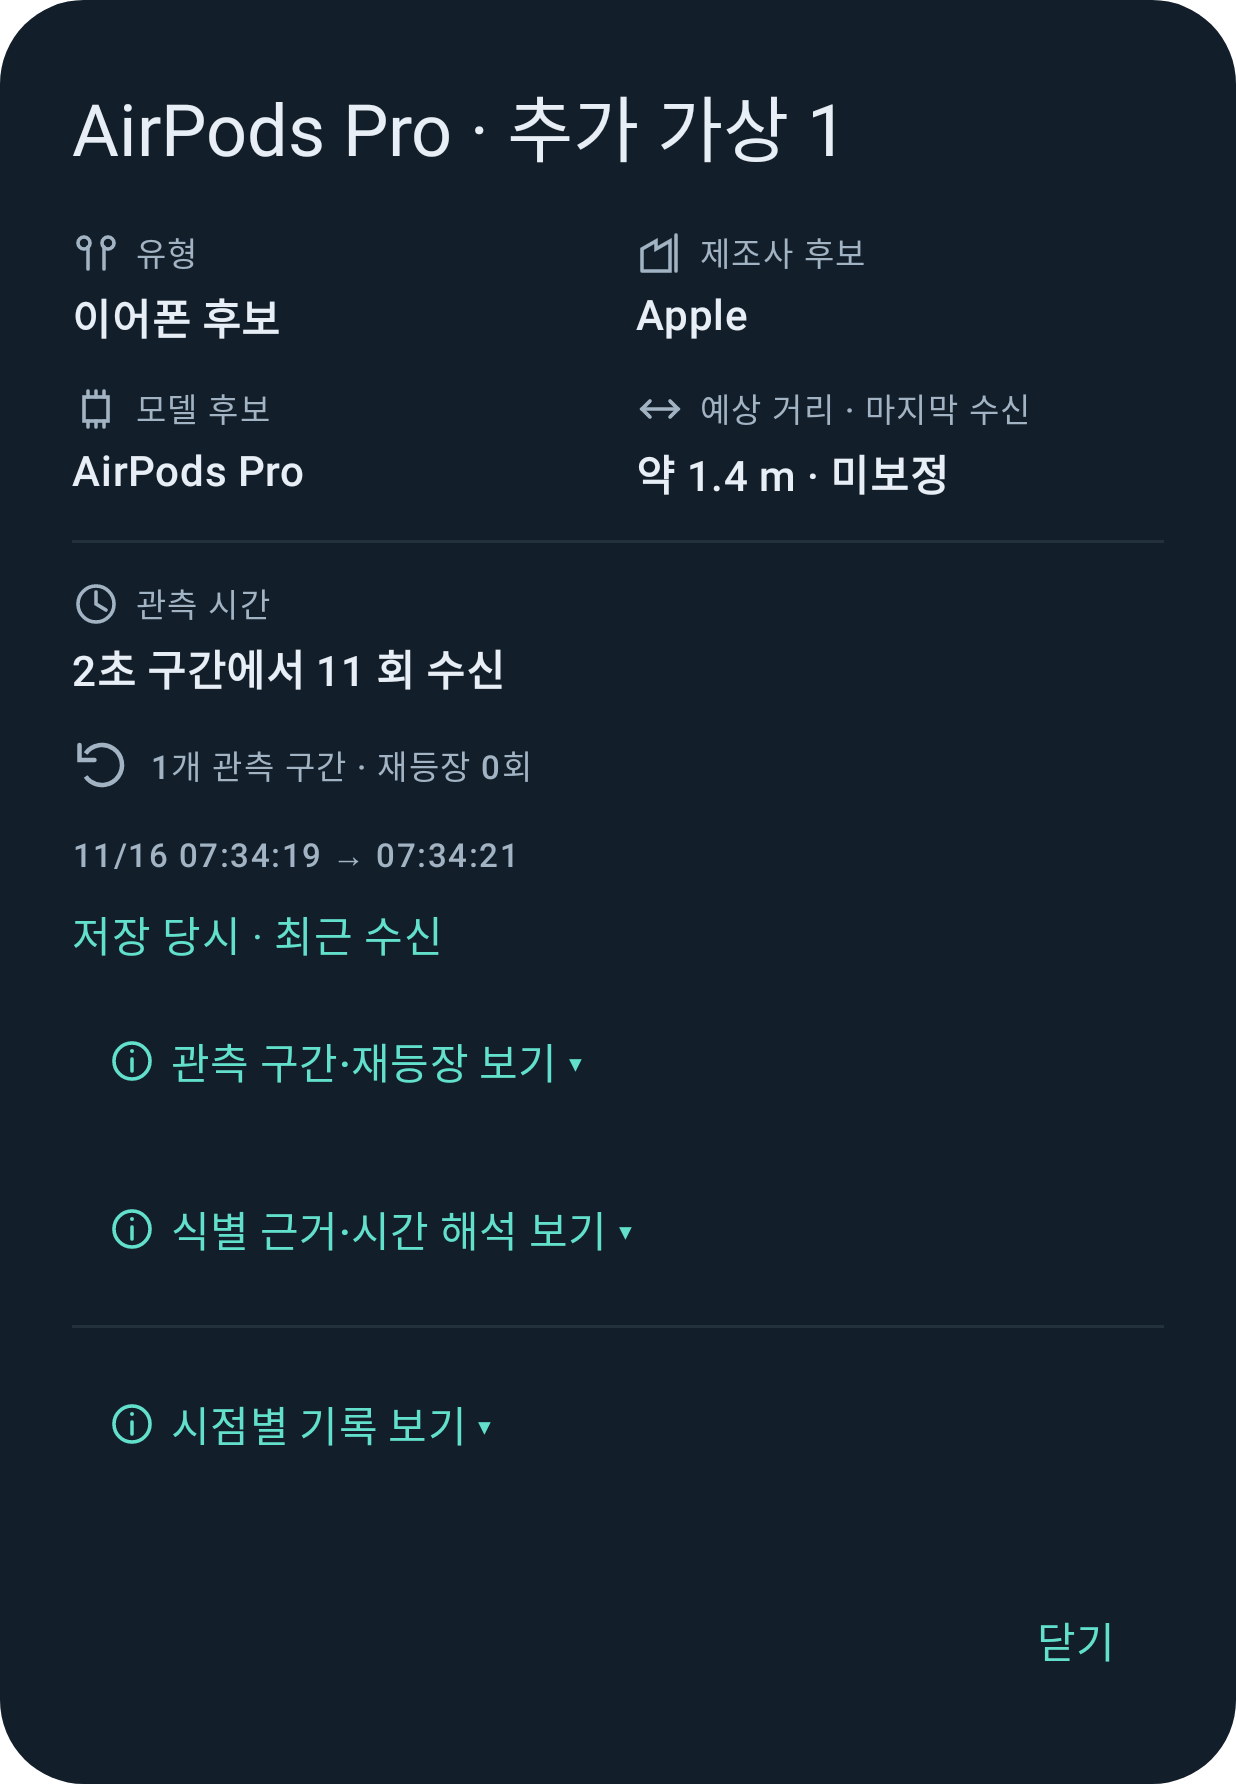 AirPods Pro · 추가 가상 1
유형
이어폰 후보
제조사 후보
Apple
모델 후보
AirPods Pro
예상 거리 · 마지막 수신
약 1.4 m · 미보정
관측 시간
2초 구간에서 11 회 수신
1개 관측 구간 · 재등장 0회
11/16 07:34:19 → 07:34:21
저장 당시 · 최근 수신
관측 구간·재등장 보기 ▾
식별 근거·시간 해석 보기 ▾
시점별 기록 보기 ▾
닫기